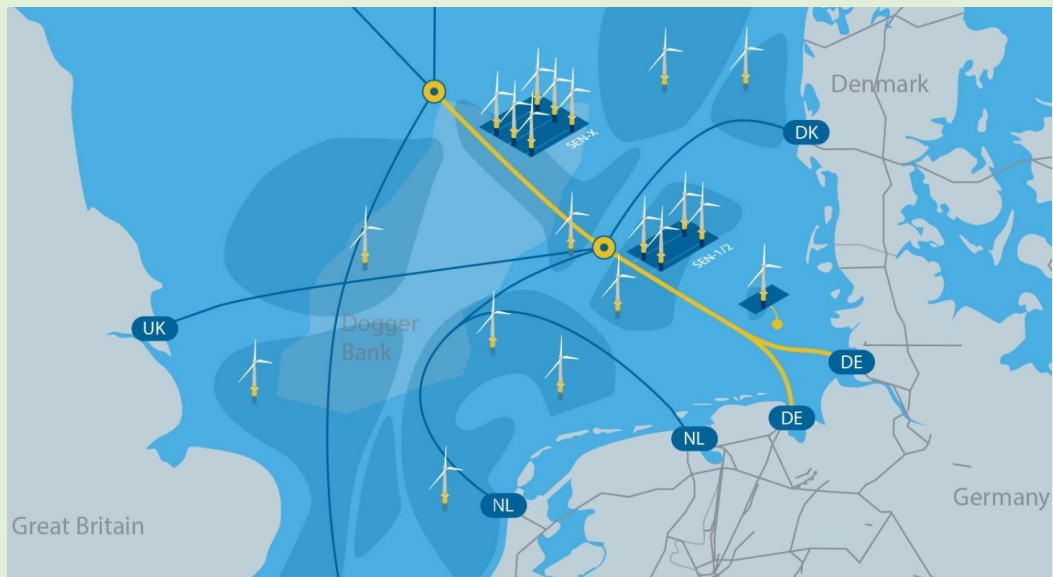 Denmark
SEN-X
DK
SEN-1/2
UK
Dogger
Bank
DE
DE
NL
NL
Germany
Great Britain